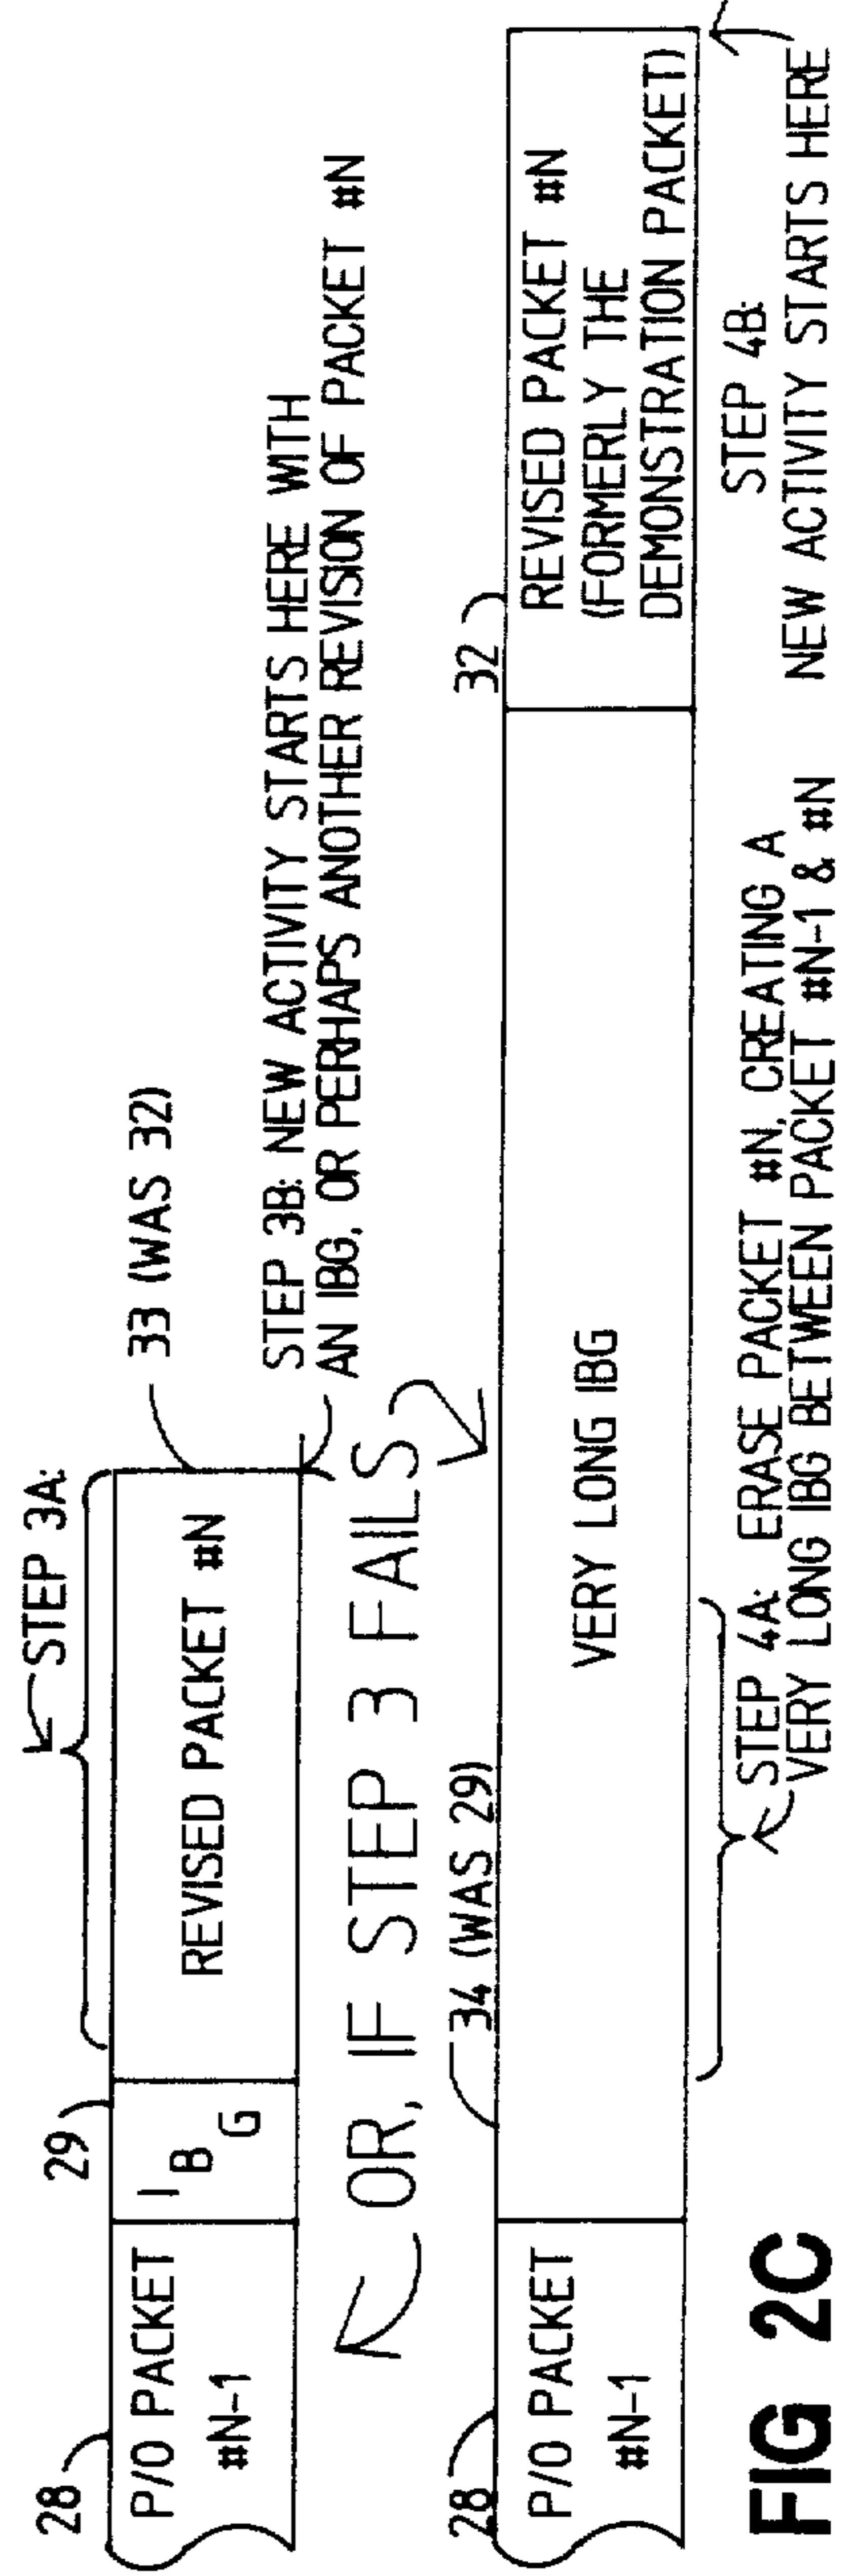 STEP 3A:
28
P/O PACKET
#N-1
29
I
B
G
REVISED PACKET #N
33 (WAS 32)
STEP 3B: NEW ACTIVITY STARTS HERE WITH
AN IBG, OR PERHAPS ANOTHER REVISION OF PACKET #N
OR, IF STEP 3 FAILS
28
P/O PACKET
#N-1
34 (WAS 29)
VERY LONG IBG
32
REVISED PACKET #N
(FORMERLY THE
DEMONSTRATION PACKET)
STEP 4A: ERASE PACKET #N, CREATING A
VERY LONG IBG BETWEEN PACKET #N-1 & #N
STEP 4B:
NEW ACTIVITY STARTS HERE
FIG 2C